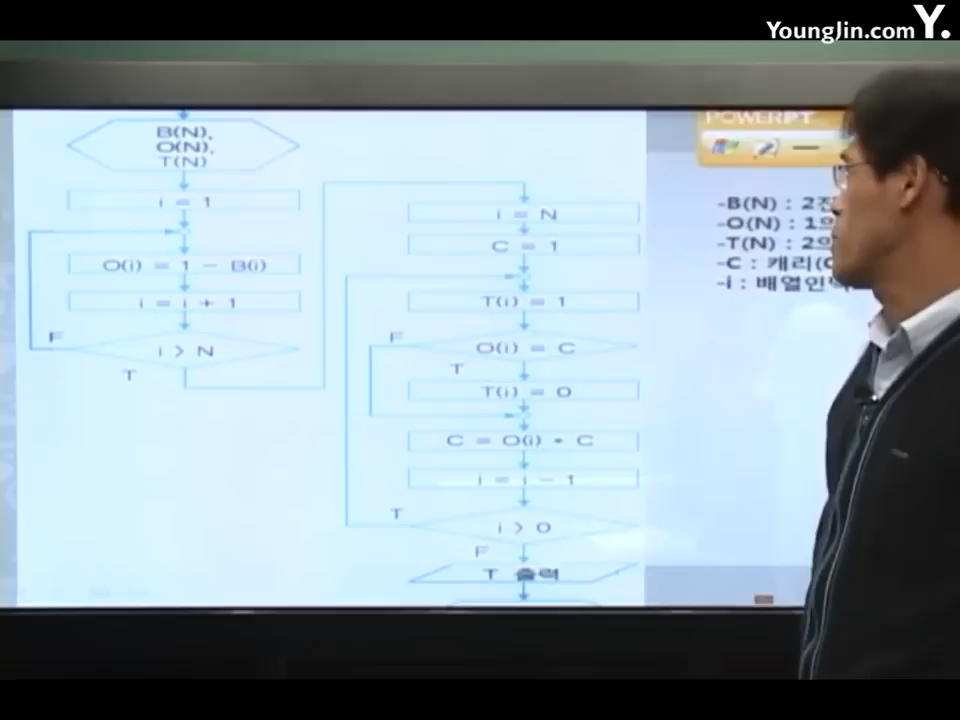 YoungJin.com Y.
POWERPT
B(N),
O(N),
T(N)
i = 1
O(i) = 1 - B(i)
i = i + 1
F
i > N
T
i = N
C = 1
T(i) = 1
F
O(i) = C
T
T(i) = 0
C = O(i) * C
i = i - 1
T
i > 0
F
T 출력
-B(N) : 2진
-O(N) : 1의
-T(N) : 2의
-C : 캐리(C
-i : 배열인덱